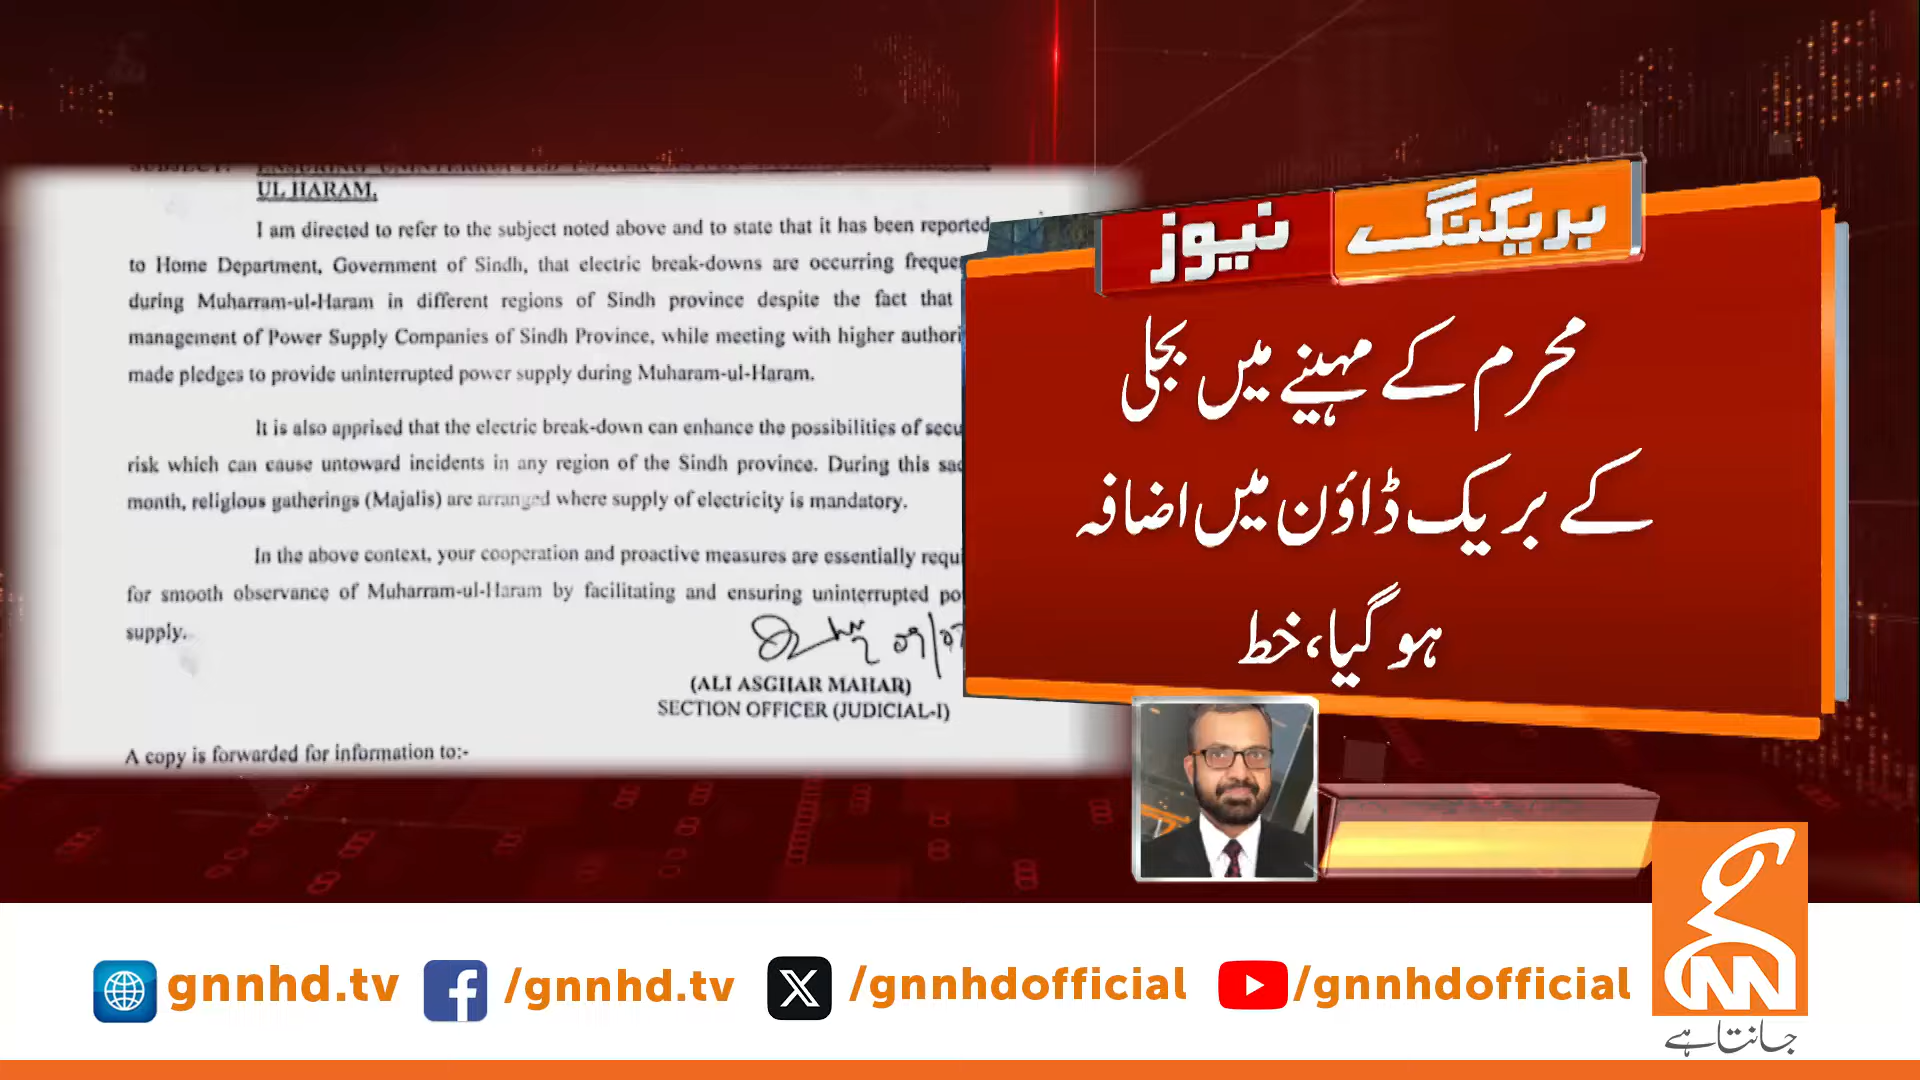 UL HARAM.
I am directed to refer to the subject noted above and to state that it has been reported
to Home Department, Government of Sindh, that electric break-downs are occurring
during Muharram-ul-Haram in different regions of Sindh province despite the fact that
management of Power Supply Companies of Sindh Province, while meeting with higher
made pledges to provide uninterrupted power supply during Muharam-ul-Haram.
It is also apprised that the electric break-down can enhance the possibilities of
risk which can cause untoward incidents in any region of the Sindh province. During this
month, religious gatherings (Majalis) are arranged where supply of electricity is mandatory.
In the above context, your cooperation and proactive measures are essentially
for smooth observance of Muharram-ul-Haram by facilitating and ensuring uninterrupted
supply.
(ALI ASGHAR MAHAR)
SECTION OFFICER (JUDICIAL-I)
A copy is forwarded for information to:-
بریکنگ نیوز
محرم کے مہینے میں بجلی
کے بریک ڈاؤن میں اضافہ
ہو گیا، خط
gnnhd.tv
/gnnhd.tv
/gnnhdofficial
/gnnhdofficial
GNN
جانتا ہے